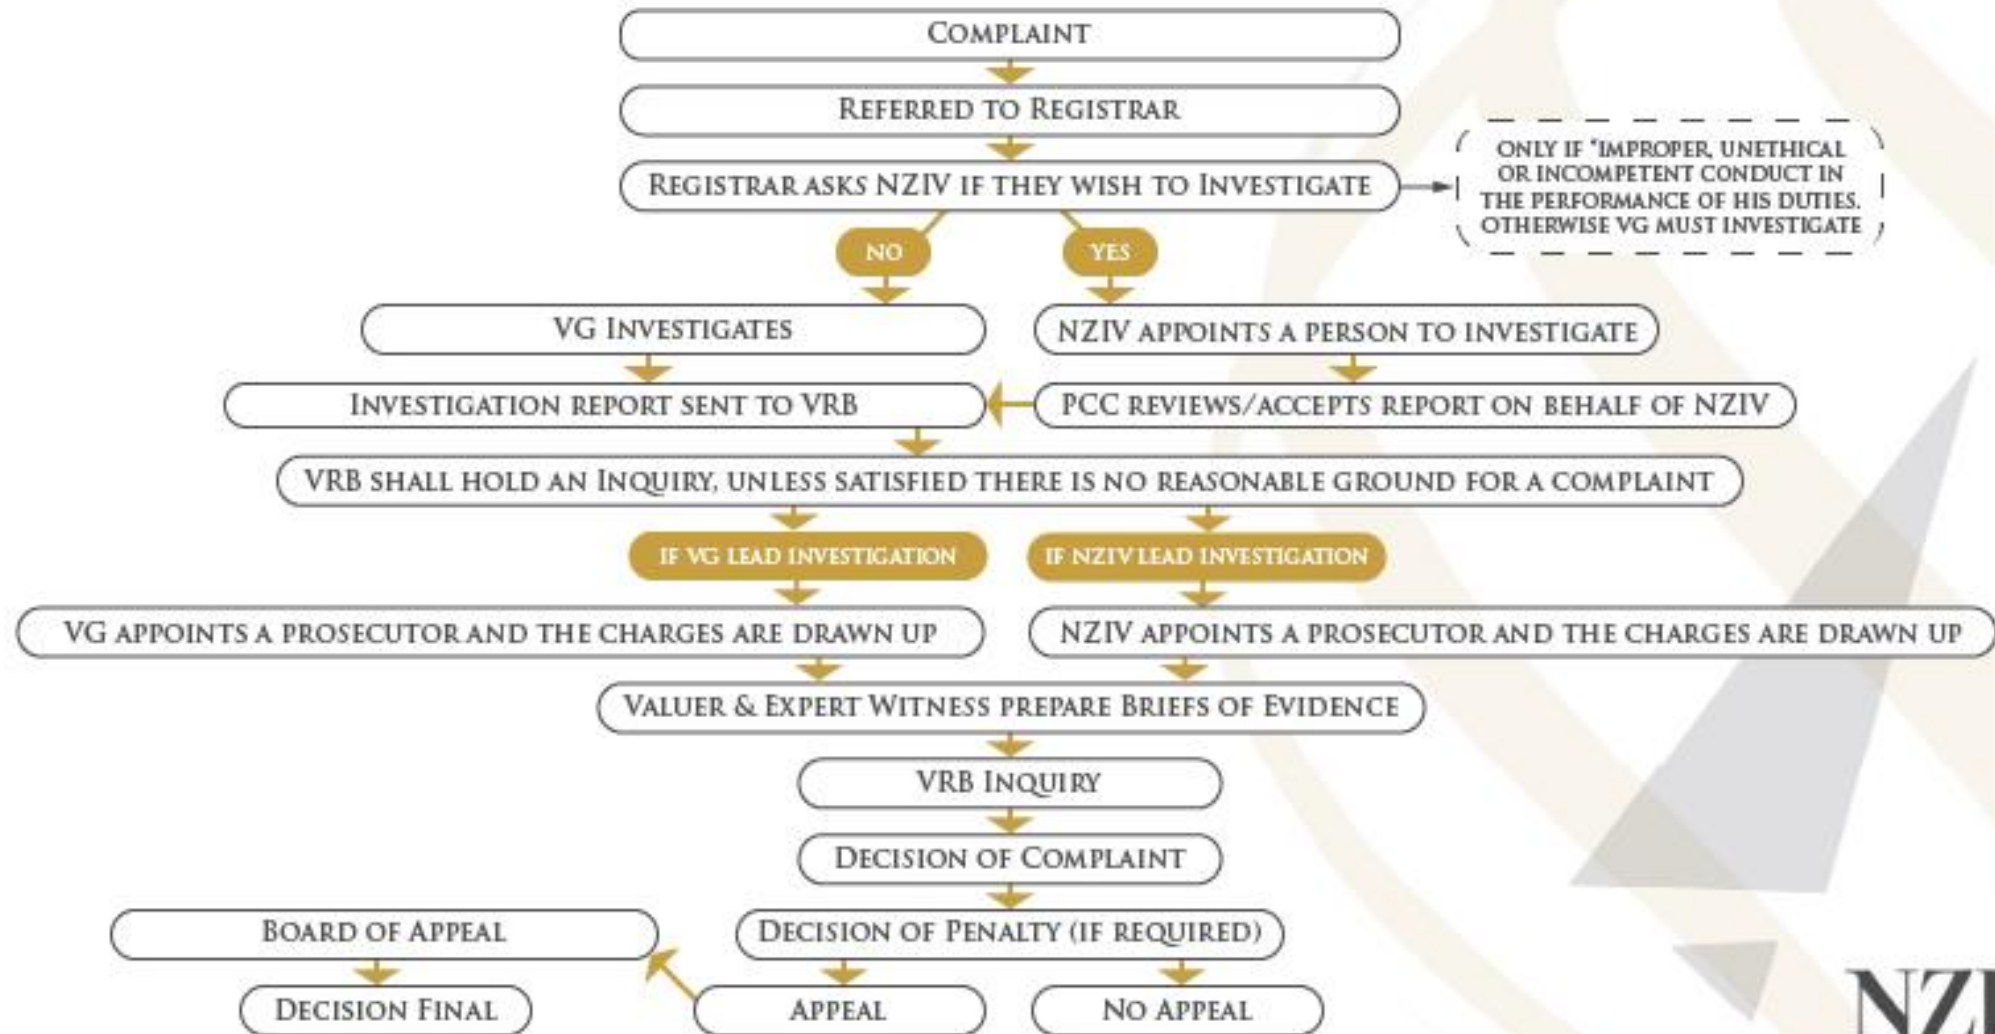 COMPLAINT
REFERRED TO REGISTRAR
REGISTRAR ASKS NZIV IF THEY WISH TO INVESTIGATE
ONLY IF "IMPROPER, UNETHICAL
OR INCOMPETENT CONDUCT IN
THE PERFORMANCE OF HIS DUTIES.
OTHERWISE VG MUST INVESTIGATE
NO
YES
VG INVESTIGATES
NZIV APPOINTS A PERSON TO INVESTIGATE
INVESTIGATION REPORT SENT TO VRB
PCC REVIEWS/ACCEPTS REPORT ON BEHALF OF NZIV
VRB SHALL HOLD AN INQUIRY, UNLESS SATISFIED THERE IS NO REASONABLE GROUND FOR A COMPLAINT
IF VG LEAD INVESTIGATION
IF NZIV LEAD INVESTIGATION
VG APPOINTS A PROSECUTOR AND THE CHARGES ARE DRAWN UP
NZIV APPOINTS A PROSECUTOR AND THE CHARGES ARE DRAWN UP
VALUER & EXPERT WITNESS PREPARE BRIEFS OF EVIDENCE
VRB INQUIRY
DECISION OF COMPLAINT
BOARD OF APPEAL
DECISION OF PENALTY (IF REQUIRED)
DECISION FINAL
APPEAL
NO APPEAL